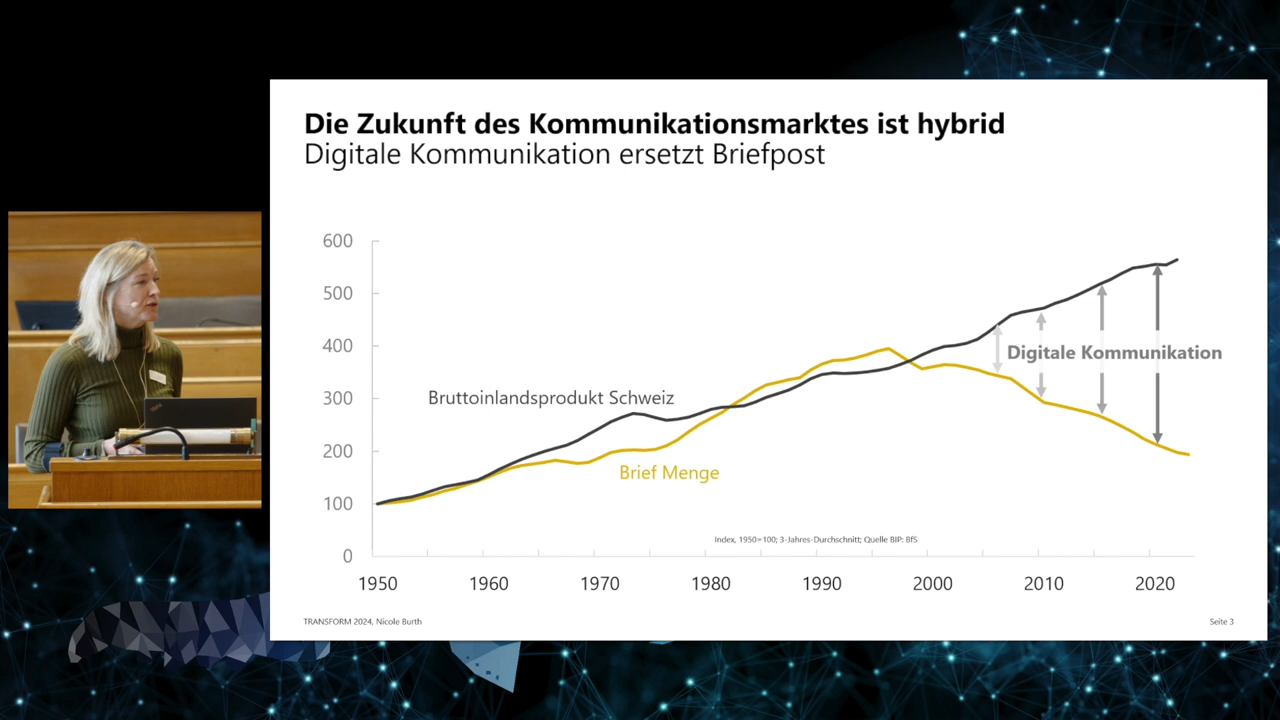 Die Zukunft des Kommunikationsmarktes ist hybrid
Digitale Kommunikation ersetzt Briefpost
600
500
400
300
200
100
0
Bruttoinlandsprodukt Schweiz
Brief Menge
Digitale Kommunikation
Index, 1950=100; 3-Jahres-Durchschnitt; Quelle BIP: BfS
1950 1960 1970 1980 1990 2000 2010 2020
TRANSFORM 2024, Nicole Burth
Seite 3